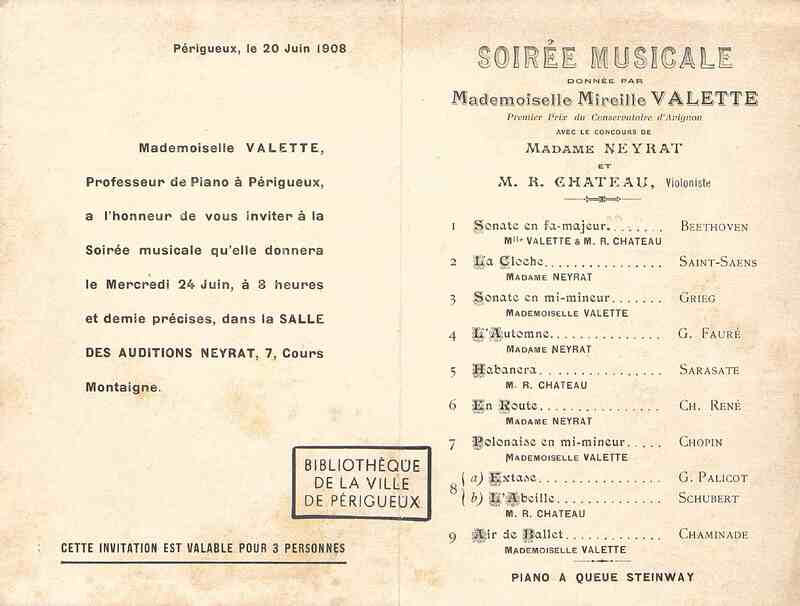 Périgueux, le 20 Juin 1908
Mademoiselle VALETTE,
Professeur de Piano à Périgueux,
a l'honneur de vous inviter à la
Soirée musicale qu'elle donnera
le Mercredi 24 Juin, à 8 heures
et demie précises, dans la SALLE
DES AUDITIONS NEYRAT, 7, Cours
Montaigne.
BIBLIOTHÈQUE
DE LA VILLE
DE PÉRIGUEUX
CETTE INVITATION EST VALABLE POUR 3 PERSONNES
SOIRÉE MUSICALE
DONNÉE PAR
Mademoiselle Mireille VALETTE
Premier Prix du Conservatoire d'Avignon
AVEC LE CONCOURS DE
MADAME NEYRAT
ET
M. R. CHATEAU, Violoniste
1 Sonate en fa-majeur........ BEETHOVEN
Mlle VALETTE & M. R. CHATEAU
2 La Cloche................ SAINT-SAENS
MADAME NEYRAT
3 Sonate en mi-mineur....... GRIEG
MADEMOISELLE VALETTE
4 L'Automne............... G. FAURÉ
MADAME NEYRAT
5 Habanera................ SARASATE
M. R. CHATEAU
6 En Route................ CH. RENÉ
MADAME NEYRAT
7 Polonaise en mi-mineur..... CHOPIN
MADEMOISELLE VALETTE
8 (a) Extase................ G. PALICOT
(b) L'Abeille.............. SCHUBERT
M. R. CHATEAU
9 Air de Ballet............. CHAMINADE
MADEMOISELLE VALETTE
PIANO A QUEUE STEINWAY